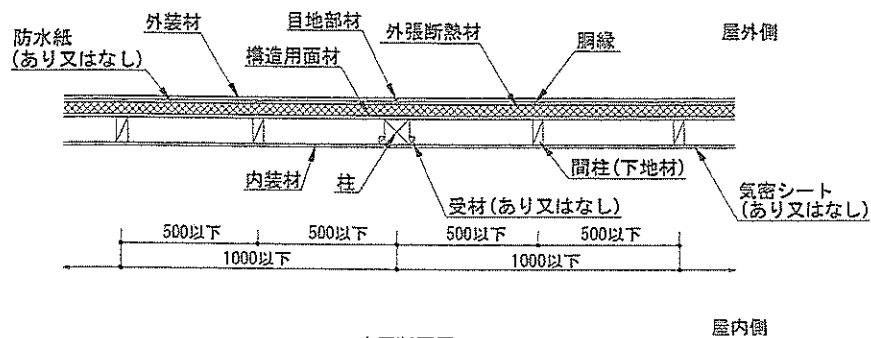 外装材
目地部材
外張断熱材
屋外側
防水紙
(あり又はなし)
構造用面材
胴縁
内装材
柱
間柱(下地材)
受材(あり又はなし)
気密シート
(あり又はなし)
500以下
500以下
500以下
500以下
1000以下
1000以下
屋内側